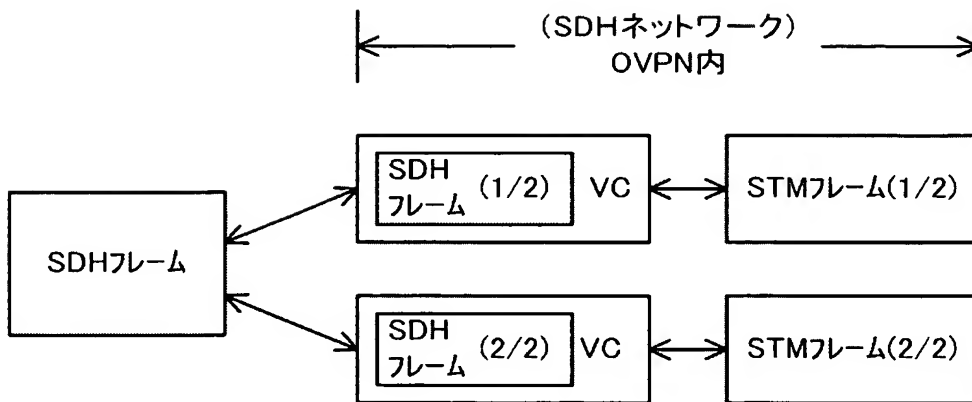 (SDHネットワーク)
OVPN内
SDH
フレーム (1/2) VC
STMフレーム(1/2)
SDHフレーム
SDH
フレーム (2/2) VC
STMフレーム(2/2)